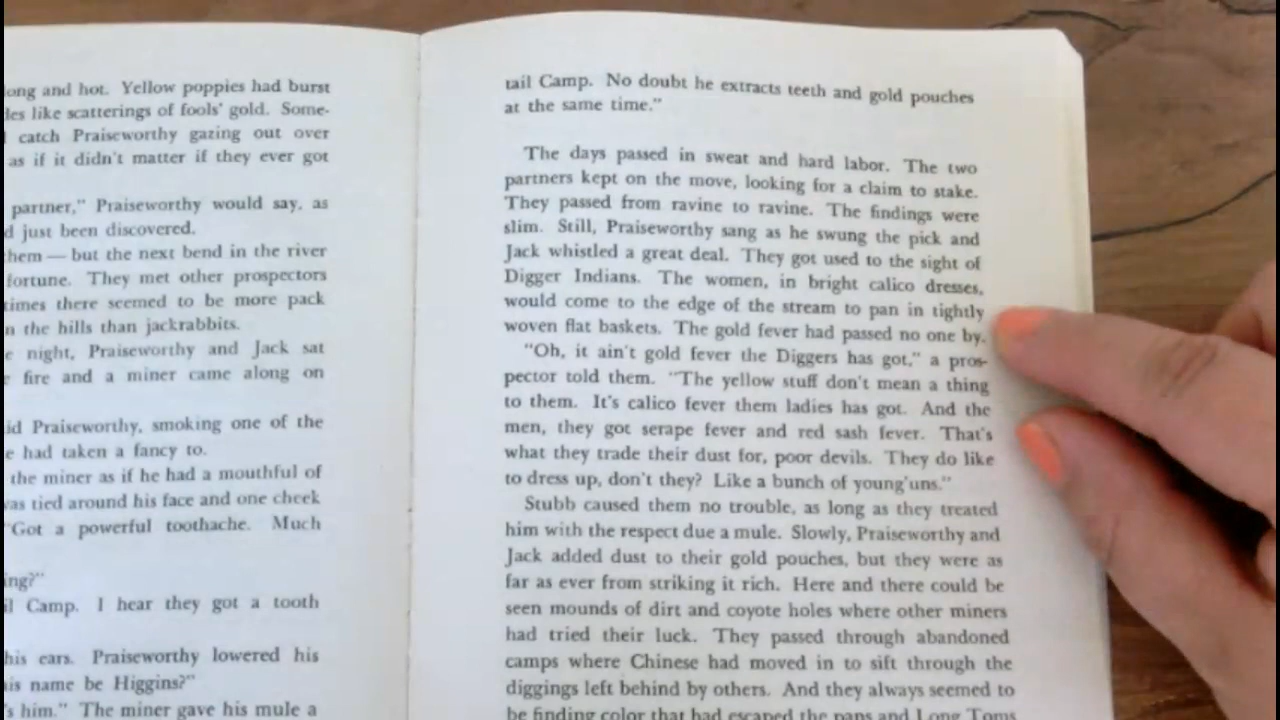 long and hot. Yellow poppies had burst
les like scatterings of fools' gold. Some-
catch Praiseworthy gazing out over
as if it didn't matter if they ever got
partner," Praiseworthy would say, as
d just been discovered.
hem — but the next bend in the river
fortune. They met other prospectors
times there seemed to be more pack
n the hills than jackrabbits.
e night, Praiseworthy and Jack sat
e fire and a miner came along on
id Praiseworthy, smoking one of the
e had taken a fancy to.
the miner as if he had a mouthful of
was tied around his face and one cheek
"Got a powerful toothache. Much
ing?"
il Camp. I hear they got a tooth
his ears. Praiseworthy lowered his
is name be Higgins?"
's him." The miner gave his mule a
tail Camp. No doubt he extracts teeth and gold pouches
at the same time."
The days passed in sweat and hard labor. The two
partners kept on the move, looking for a claim to stake.
They passed from ravine to ravine. The findings were
slim. Still, Praiseworthy sang as he swung the pick and
Jack whistled a great deal. They got used to the sight of
Digger Indians. The women, in bright calico dresses,
would come to the edge of the stream to pan in tightly
woven flat baskets. The gold fever had passed no one by.
"Oh, it ain't gold fever the Diggers has got," a pros-
pector told them. "The yellow stuff don't mean a thing
to them. It's calico fever them ladies has got. And the
men, they got serape fever and red sash fever. That's
what they trade their dust for, poor devils. They do like
to dress up, don't they? Like a bunch of young'uns."
Stubb caused them no trouble, as long as they treated
him with the respect due a mule. Slowly, Praiseworthy and
Jack added dust to their gold pouches, but they were as
far as ever from striking it rich. Here and there could be
seen mounds of dirt and coyote holes where other miners
had tried their luck. They passed through abandoned
camps where Chinese had moved in to sift through the
diggings left behind by others. And they always seemed to
be finding color that had escaped the pans and Long Toms